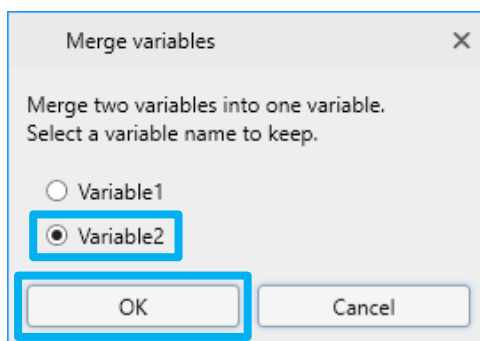 Merge variables
Merge two variables into one variable.
Select a variable name to keep.
Variable1
Variable2
OK Cancel